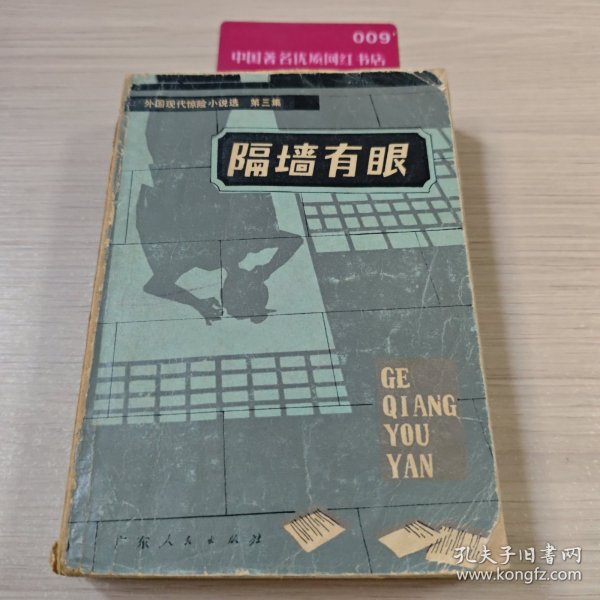 009
中国著名优质网红书店
外国现代惊险小说选 第三集
隔墙有眼
GE
QIANG
YOU
YAN
广东人民出版社
孔夫子旧书网
www.kongfz.com